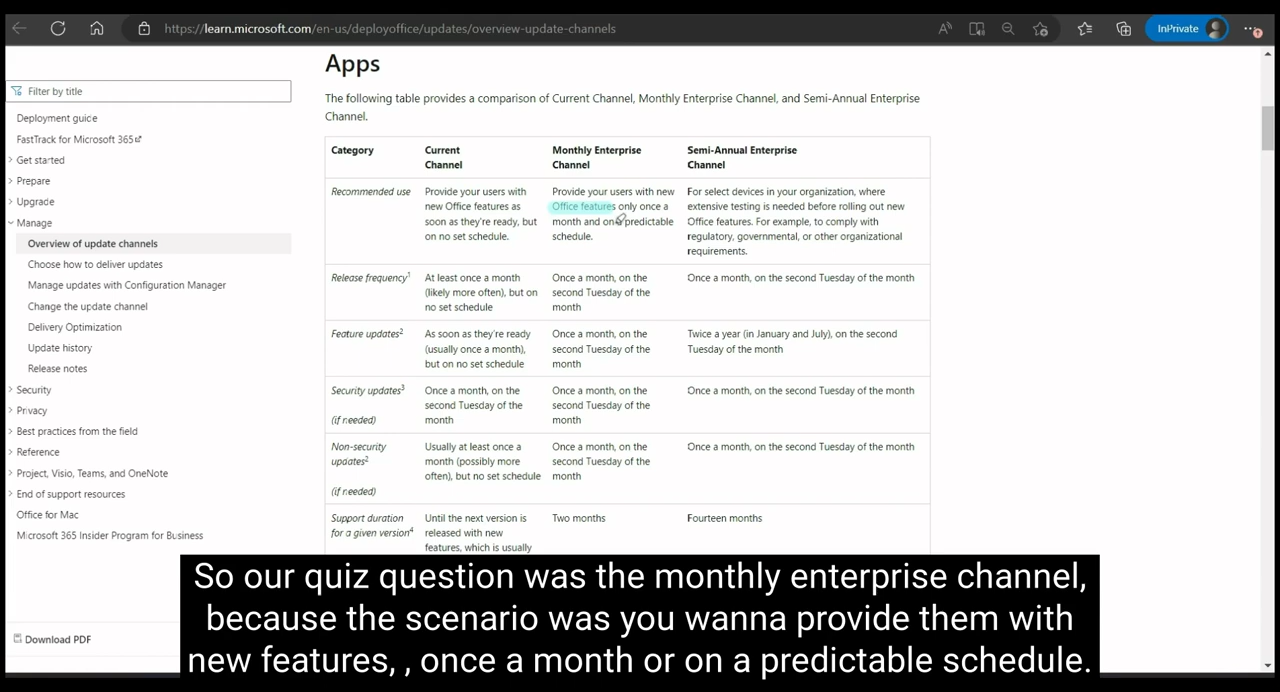 https://learn.microsoft.com/en-us/deployoffice/updates/overview-update-channels
InPrivate
Filter by title
Deployment guide
FastTrack for Microsoft 365
Get started
Prepare
Upgrade
Manage
Overview of update channels
Choose how to deliver updates
Manage updates with Configuration Manager
Change the update channel
Delivery Optimization
Update history
Release notes
Security
Privacy
Best practices from the field
Reference
Project, Visio, Teams, and OneNote
End of support resources
Office for Mac
Microsoft 365 Insider Program for Business
Download PDF
Apps
The following table provides a comparison of Current Channel, Monthly Enterprise Channel, and Semi-Annual Enterprise
Channel.
Category
Current
Channel
Monthly Enterprise
Channel
Semi-Annual Enterprise
Channel
Recommended use
Provide your users with
new Office features as
soon as they're ready, but
on no set schedule.
Provide your users with new
Office features only once a
month and on a predictable
schedule.
For select devices in your organization, where
extensive testing is needed before rolling out new
Office features. For example, to comply with
regulatory, governmental, or other organizational
requirements.
Release frequency1
At least once a month
(likely more often), but on
no set schedule
Once a month, on the
second Tuesday of the
month
Once a month, on the second Tuesday of the month
Feature updates2
As soon as they're ready
(usually once a month),
but on no set schedule
Once a month, on the
second Tuesday of the
month
Twice a year (in January and July), on the second
Tuesday of the month
Security updates3
(if needed)
Once a month, on the
second Tuesday of the
month
Once a month, on the
second Tuesday of the
month
Once a month, on the second Tuesday of the month
Non-security
updates2
(if needed)
Usually at least once a
month (possibly more
often), but no set schedule
Once a month, on the
second Tuesday of the
month
Once a month, on the second Tuesday of the month
Support duration
for a given version4
Until the next version is
released with new
features, which is usually
Two months
Fourteen months
So our quiz question was the monthly enterprise channel,
because the scenario was you wanna provide them with
new features, , once a month or on a predictable schedule.